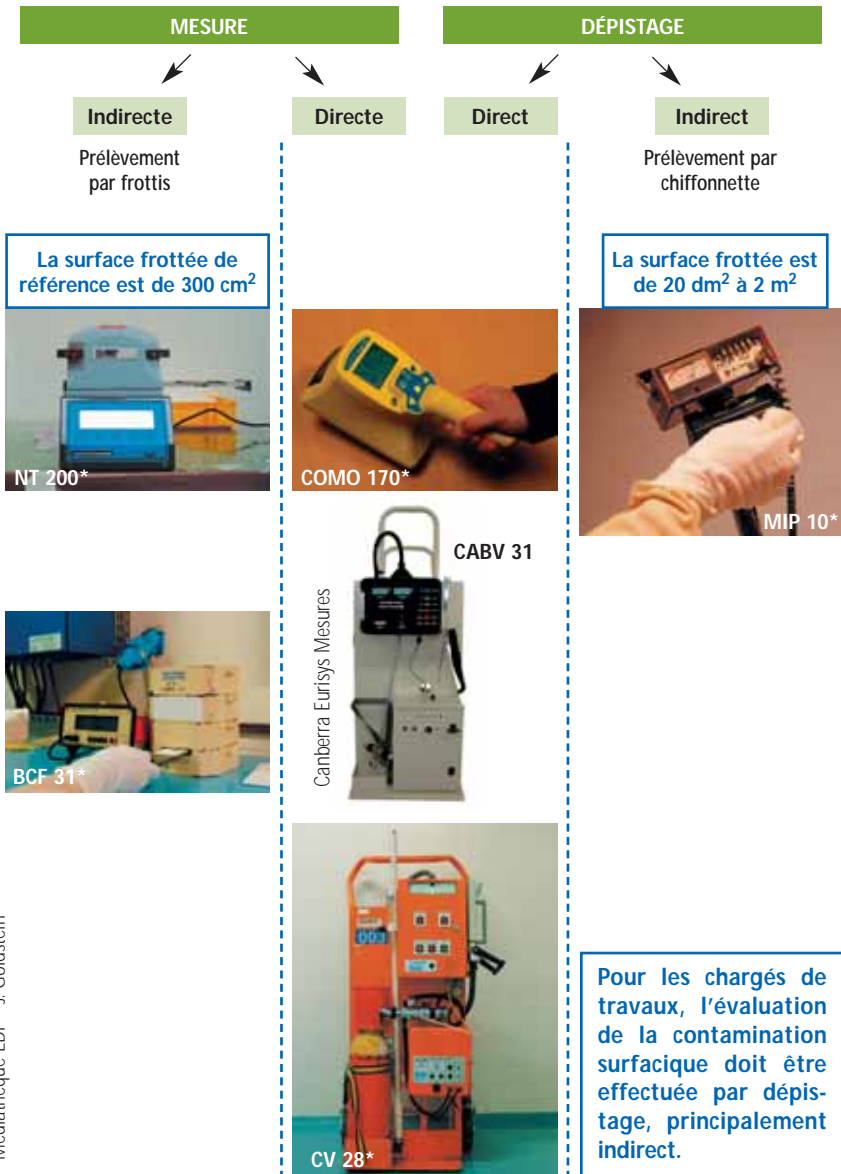 MESURE
DÉPISTAGE
Indirecte
Directe
Direct
Indirect
Prélèvement
par frottis
Prélèvement par
chiffonnette
La surface frottée de
référence est de 300 cm²
La surface frottée est
de 20 dm² à 2 m²
NT 200*
COMO 170*
MIP 10*
CABV 31
Canberra Eurisys Mesures
BCF 31*
003
CV 28*
Pour les chargés de
travaux, l'évaluation
de la contamination
surfacique doit être
effectuée par dépis-
tage, principalement
indirect.